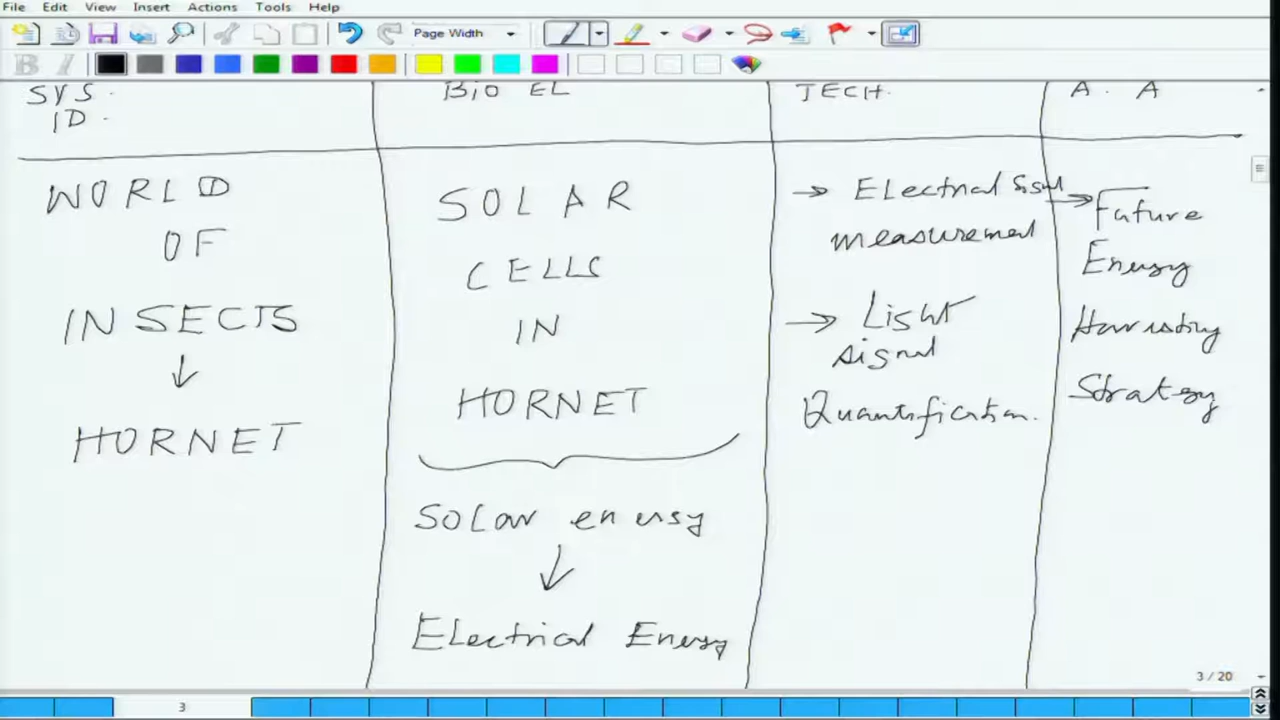 File Edit View Insert Actions Tools Help
Page Width
SYS.
ID.
BIO EL
TECH.
A. A
WORLD
OF
INSECTS
HORNET
SOLAR
CELLS
IN
HORNET
Solar energy
Electrical Energy
→ Electrical signal
measurement
→ Light
signal
Quantification.
→ Future
Energy
Harvesting
Strategy
3 / 20
3